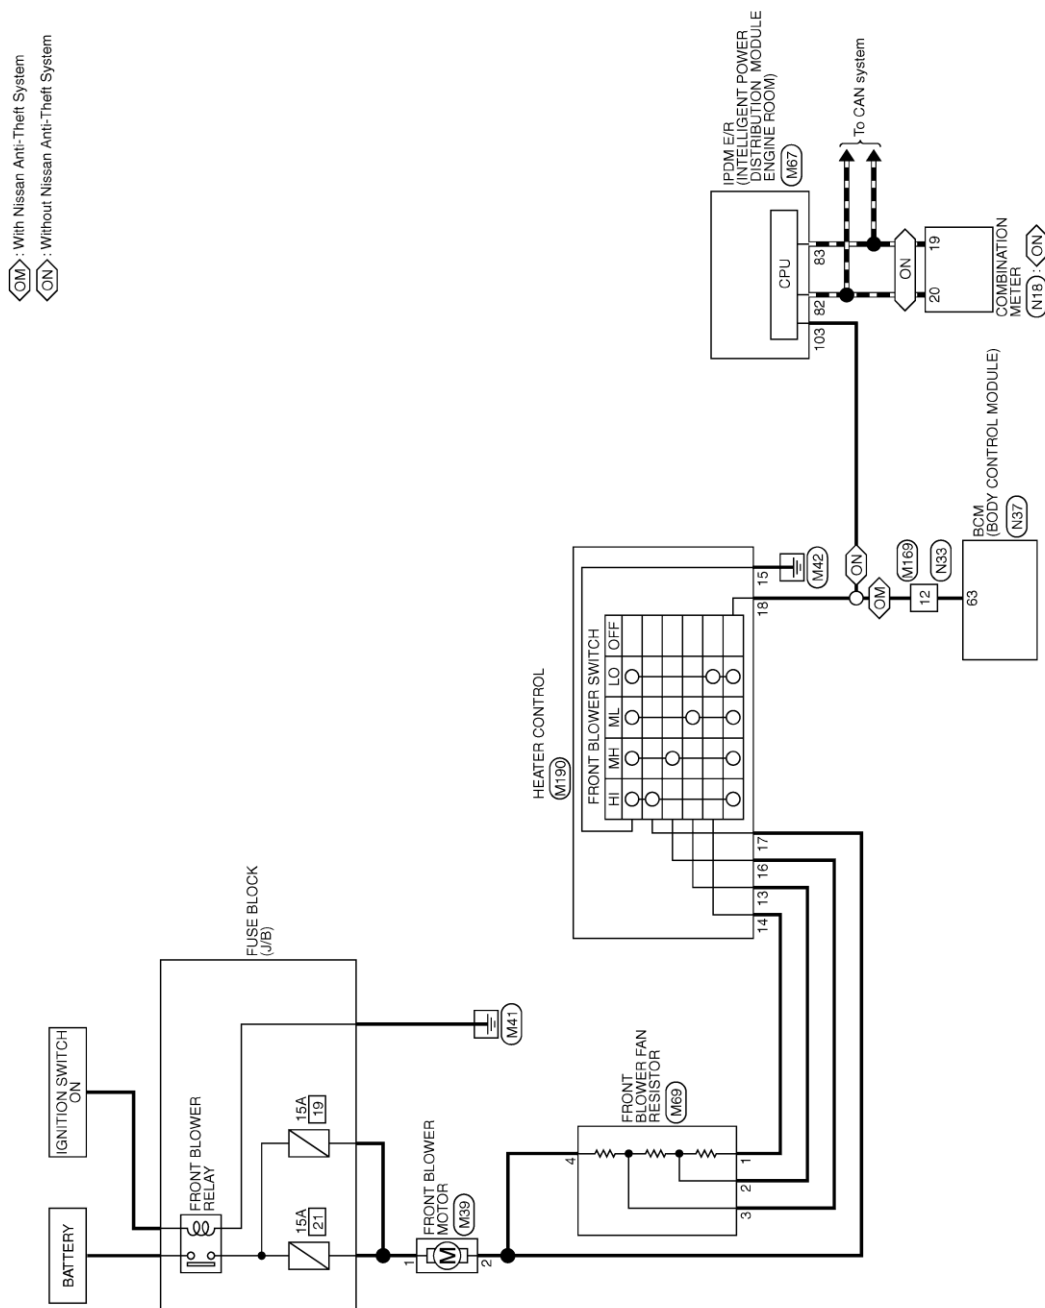 OM : With Nissan Anti-Theft System
ON : Without Nissan Anti-Theft System
BATTERY
IGNITION SWITCH
ON
FUSE BLOCK
(J/B)
FRONT BLOWER
RELAY
15A
21
15A
19
M41
1
FRONT BLOWER
MOTOR
M39
M
2
FRONT
BLOWER FAN
RESISTOR
M69
4
3
2
1
HEATER CONTROL
M190
FRONT BLOWER SWITCH
HI
MH
ML
LO
OFF
14
13
16
17
18
15
M42
ON
OM
M169
12
N33
63
BCM
(BODY CONTROL MODULE)
N37
IPDM E/R
(INTELLIGENT POWER
DISTRIBUTION MODULE
ENGINE ROOM)
M67
CPU
103
82
83
To CAN system
ON
20
19
COMBINATION
METER
N18 : ON